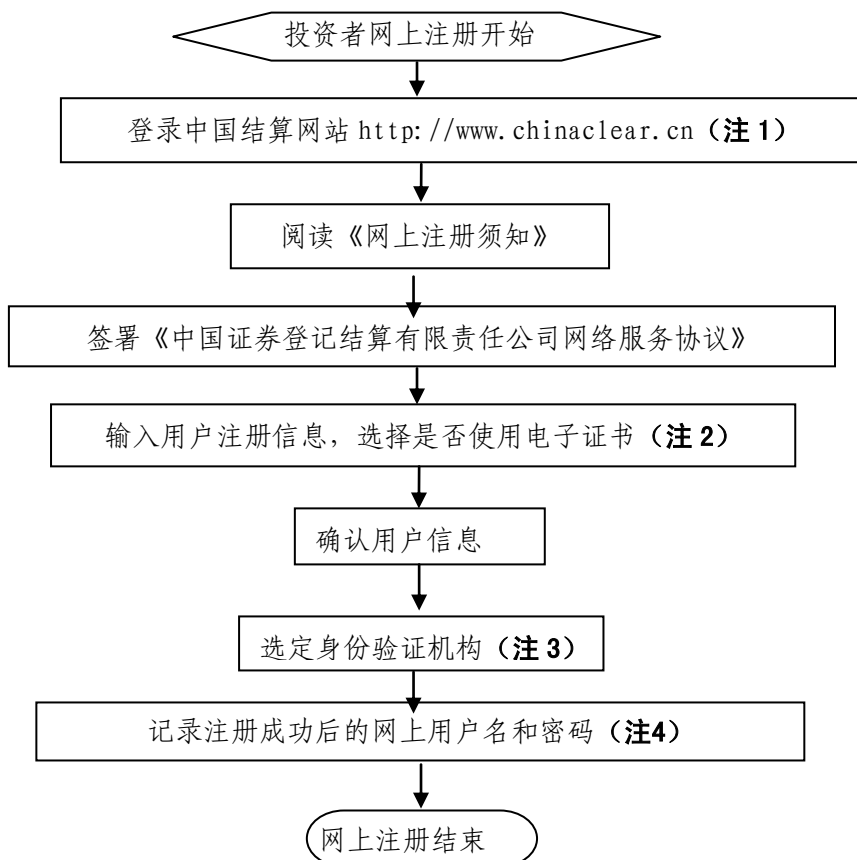 投资者网上注册开始
登录中国结算网站 http://www.chinaclear.cn（注 1）
阅读《网上注册须知》
签署《中国证券登记结算有限责任公司网络服务协议》
输入用户注册信息，选择是否使用电子证书（注 2）
确认用户信息
选定身份验证机构（注 3）
记录注册成功后的网上用户名和密码（注4）
网上注册结束